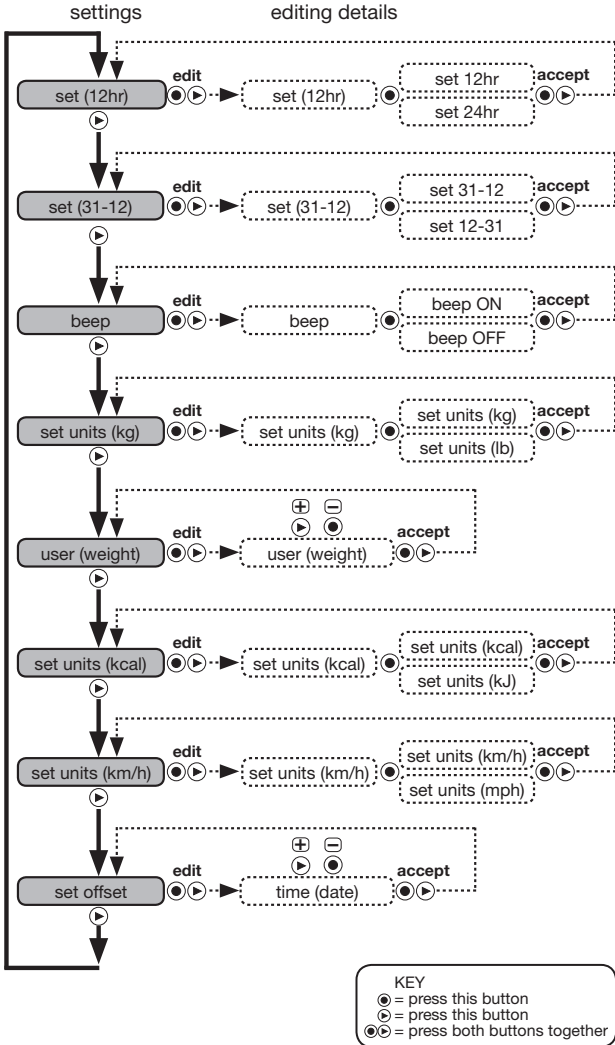 settings editing details
edit accept
set (12hr) set (12hr) set 12hr
set 24hr
edit accept
set (31-12) set (31-12) set 31-12
set 12-31
edit accept
beep beep beep ON
beep OFF
edit accept
set units (kg) set units (kg) set units (kg)
set units (lb)
+ −
edit accept
user (weight) user (weight)
edit accept
set units (kcal) set units (kcal) set units (kcal)
set units (kJ)
edit accept
set units (km/h) set units (km/h) set units (km/h)
set units (mph)
+ −
edit accept
set offset time (date)
KEY
= press this button
= press this button
= press both buttons together